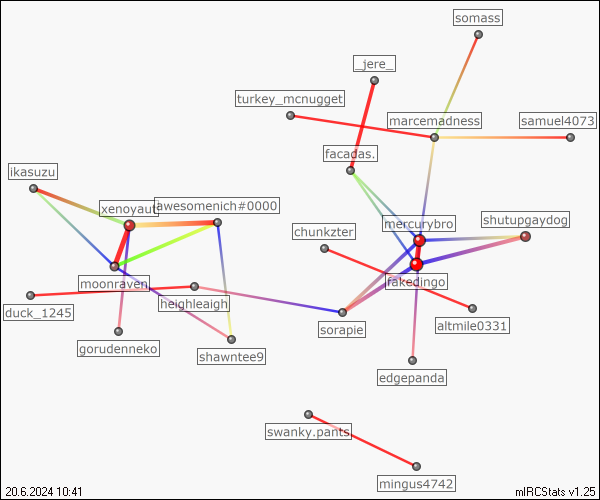 somass
_jere_
turkey_mcnugget
marcemadness
samuel4073
facadas.
ikasuzu
xenoyaut
awesomenich#0000
mercurybro
shutupgaydog
chunkzter
moonraven
fakedingo
heighleaigh
duck_1245
sorapie
altmile0331
gorudenneko
shawntee9
edgepanda
swanky.pants
mingus4742
20.6.2024 10:41
mIRCStats v1.25